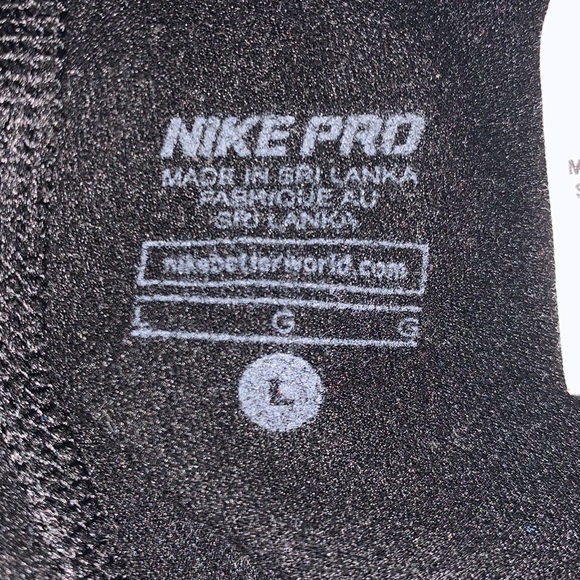 NIKE PRO
MADE IN SRI LANKA
FABRIQUE AU
SRI LANKA
nikebetterworld.com
L G G
L